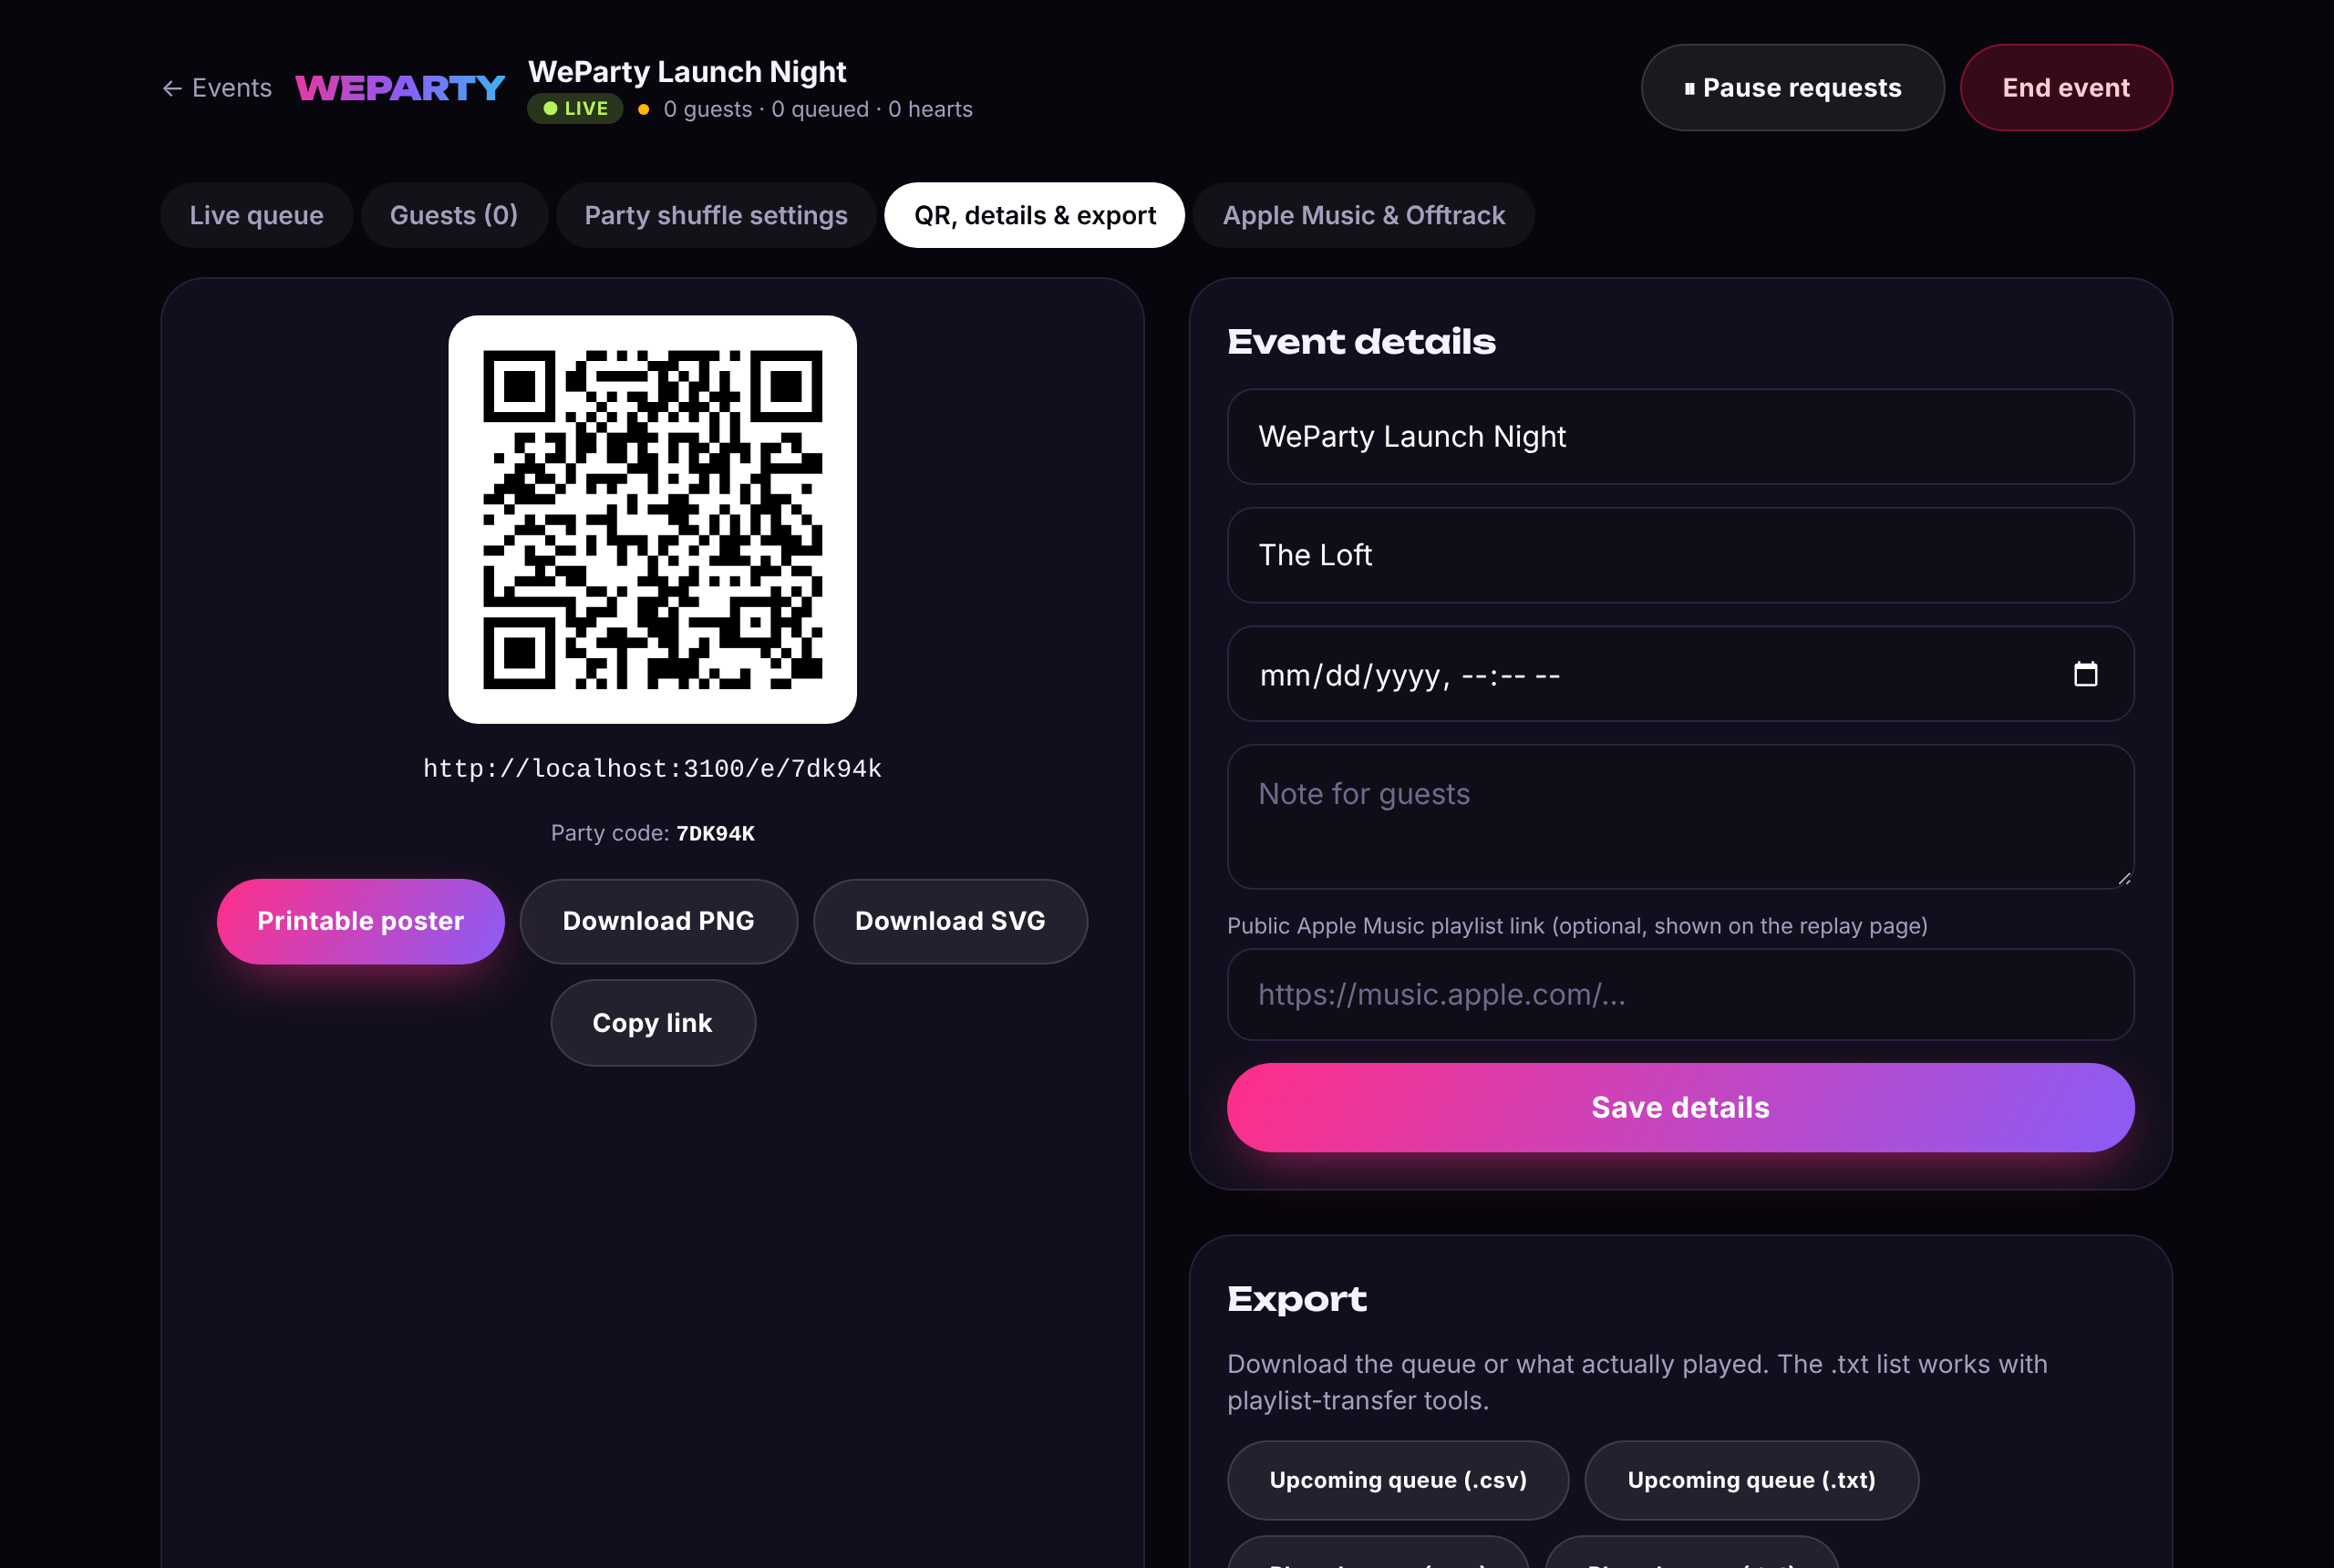 ← Events
WEPARTY
WeParty Launch Night
LIVE
0 guests · 0 queued · 0 hearts
Pause requests
End event
Live queue
Guests (0)
Party shuffle settings
QR, details & export
Apple Music & Offtrack
http://localhost:3100/e/7dk94k
Party code: 7DK94K
Printable poster
Download PNG
Download SVG
Copy link
Event details
WeParty Launch Night
The Loft
mm/dd/yyyy, --:-- --
Note for guests
Public Apple Music playlist link (optional, shown on the replay page)
https://music.apple.com/...
Save details
Export
Download the queue or what actually played. The .txt list works with
playlist-transfer tools.
Upcoming queue (.csv)
Upcoming queue (.txt)